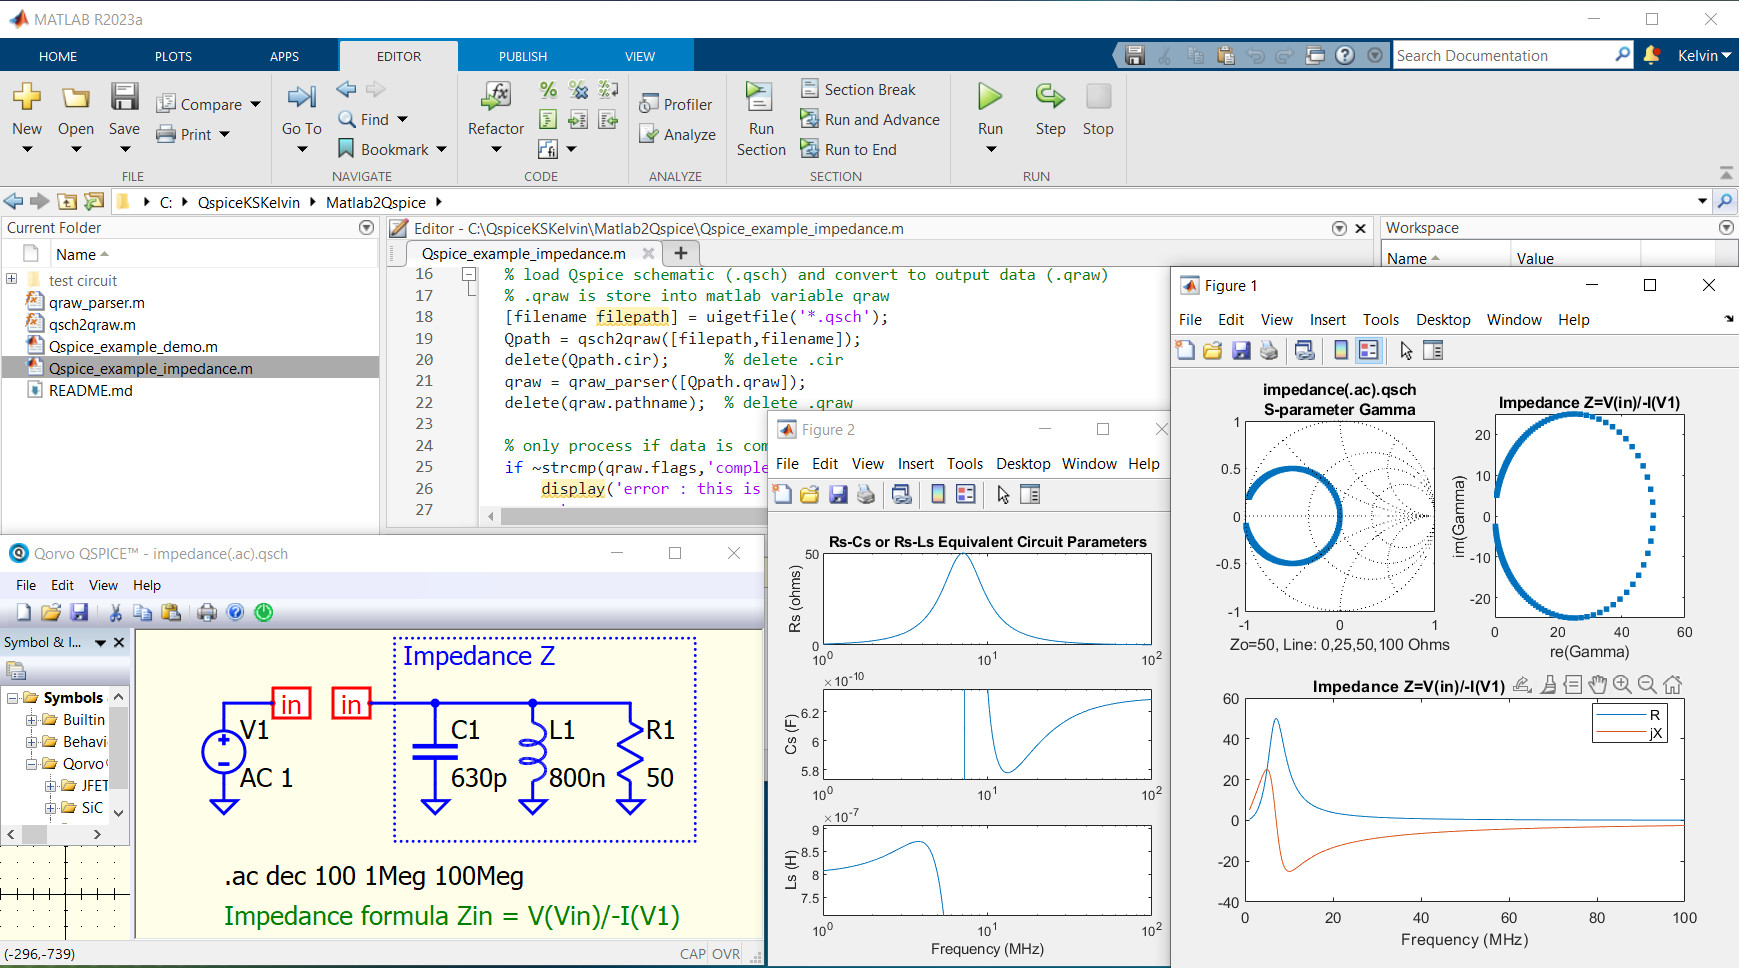 MATLAB R2023a
HOME PLOTS APPS EDITOR PUBLISH VIEW
Search Documentation Kelvin
New Open Save Compare Print
FILE
Go To Find Bookmark
NAVIGATE
Refactor
CODE
Profiler
Analyze
ANALYZE
Run Section
Section Break
Run and Advance
Run to End
SECTION
Run Step Stop
RUN
C: QspiceKSKelvin Matlab2Qspice
Current Folder
Name
test circuit
qraw_parser.m
qsch2qraw.m
Qspice_example_demo.m
Qspice_example_impedance.m
README.md
Editor - C:\QspiceKSKelvin\Matlab2Qspice\Qspice_example_impedance.m
Qspice_example_impedance.m
16 % load Qspice schematic (.qsch) and convert to output data (.qraw)
17 % .qraw is store into matlab variable qraw
18 [filename filepath] = uigetfile('*.qsch');
19 Qpath = qsch2qraw([filepath,filename]);
20 delete(Qpath.cir); % delete .cir
21 qraw = qraw_parser([Qpath.qraw]);
22 delete(qraw.pathname); % delete .qraw
23
24 % only process if data is com
25 if ~strcmp(qraw.flags,'comple
26 display('error : this is
27
Workspace
Name Value
Qorvo QSPICE™ - impedance(.ac).qsch
File Edit View Help
Symbol & I...
Symbols
Builtin
Behavi
Qorvo
JFET
SiC
Impedance Z
in in
V1
AC 1
C1
630p
L1
800n
R1
50
.ac dec 100 1Meg 100Meg
Impedance formula Zin = V(Vin)/-I(V1)
(-296,-739)
CAP OVR
Figure 2
File Edit View Insert Tools Desktop Window Help
Rs-Cs or Rs-Ls Equivalent Circuit Parameters
50
Rs (ohms)
0
10^0 10^1 10^2
× 10^-10
6.2
Cs (F)
6
5.8
10^0 10^1 10^2
× 10^-7
9
8.5
Ls (H)
8
7.5
10^0 10^1 10^2
Frequency (MHz)
Figure 1
File Edit View Insert Tools Desktop Window Help
impedance(.ac).qsch
S-parameter Gamma
1
0.5
0
-0.5
-1
-1 0 1
Zo=50, Line: 0,25,50,100 Ohms
Impedance Z=V(in)/-I(V1)
20
10
0
-10
-20
im(Gamma)
0 20 40 60
re(Gamma)
Impedance Z=V(in)/-I(V1)
60
40
20
0
-20
-40
R
jX
0 20 40 60 80 100
Frequency (MHz)